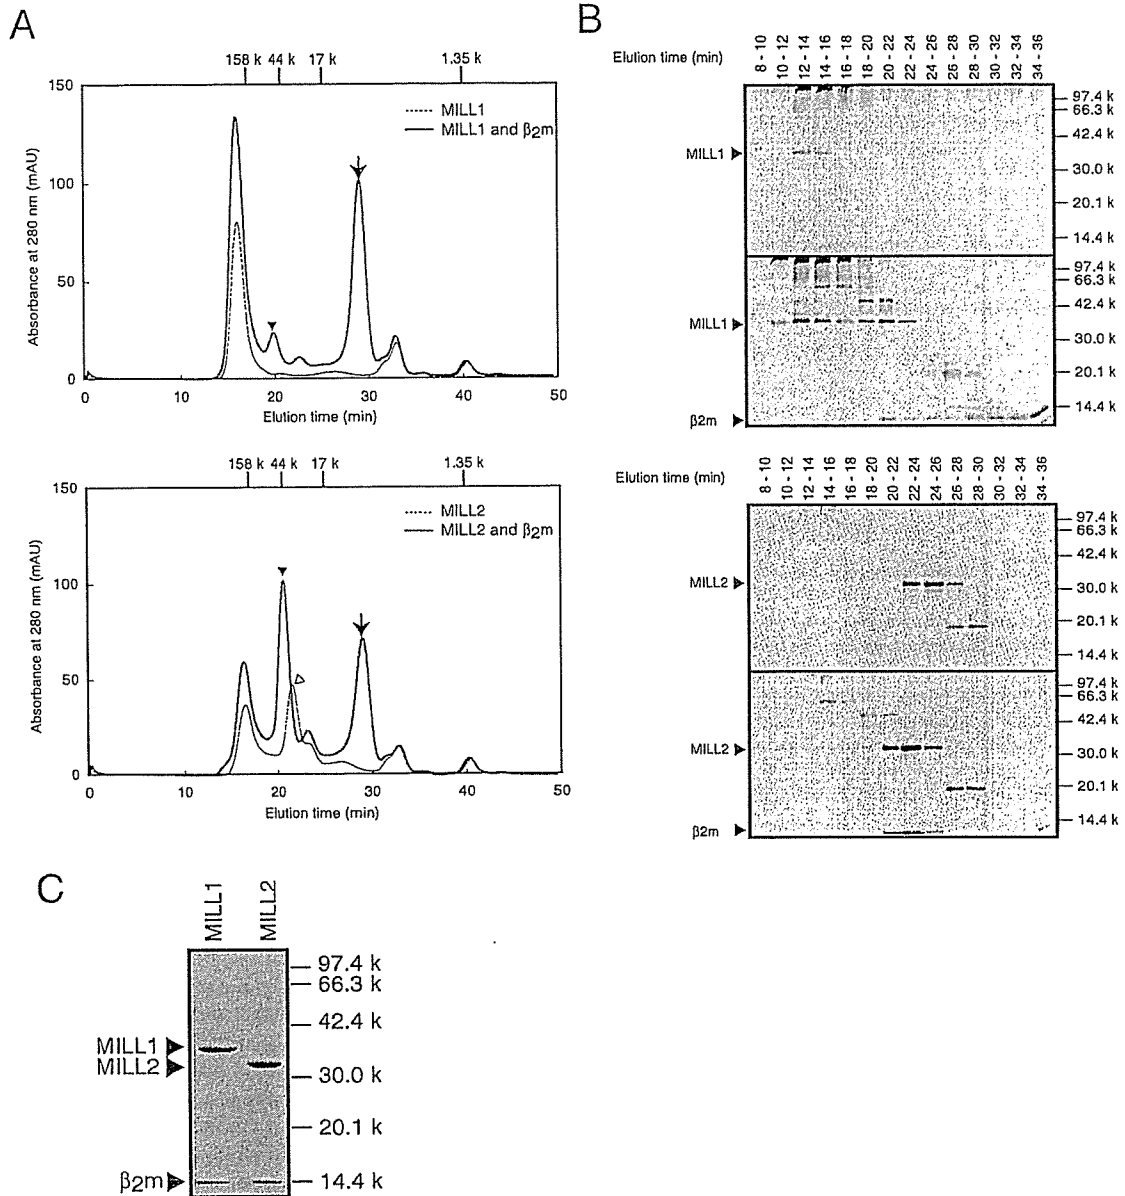 A
158 k 44 k 17 k 1.35 k
150
100
50
0
MILL1
MILL1 and β2m
Absorbance at 280 nm (mAU)
0 10 20 30 40 50
Elution time (min)
158 k 44 k 17 k 1.35 k
150
100
50
0
MILL2
MILL2 and β2m
Absorbance at 280 nm (mAU)
0 10 20 30 40 50
Elution time (min)
B
Elution time (min)
8 - 10
10 - 12
12 - 14
14 - 16
16 - 18
18 - 20
20 - 22
22 - 24
24 - 26
26 - 28
28 - 30
30 - 32
32 - 34
34 - 36
MILL1
97.4 k
66.3 k
42.4 k
30.0 k
20.1 k
14.4 k
MILL1
β2m
97.4 k
66.3 k
42.4 k
30.0 k
20.1 k
14.4 k
Elution time (min)
8 - 10
10 - 12
12 - 14
14 - 16
16 - 18
18 - 20
20 - 22
22 - 24
24 - 26
26 - 28
28 - 30
30 - 32
32 - 34
34 - 36
MILL2
97.4 k
66.3 k
42.4 k
30.0 k
20.1 k
14.4 k
MILL2
β2m
97.4 k
66.3 k
42.4 k
30.0 k
20.1 k
14.4 k
C
MILL1
MILL2
MILL1
MILL2
β2m
97.4 k
66.3 k
42.4 k
30.0 k
20.1 k
14.4 k